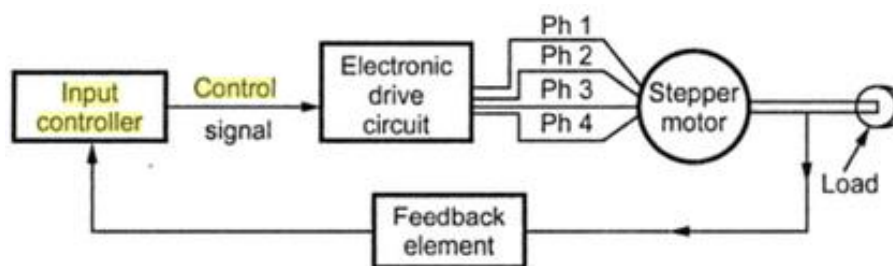 Input
controller
Control
signal
Electronic
drive
circuit
Ph 1
Ph 2
Ph 3
Ph 4
Stepper
motor
Load
Feedback
element